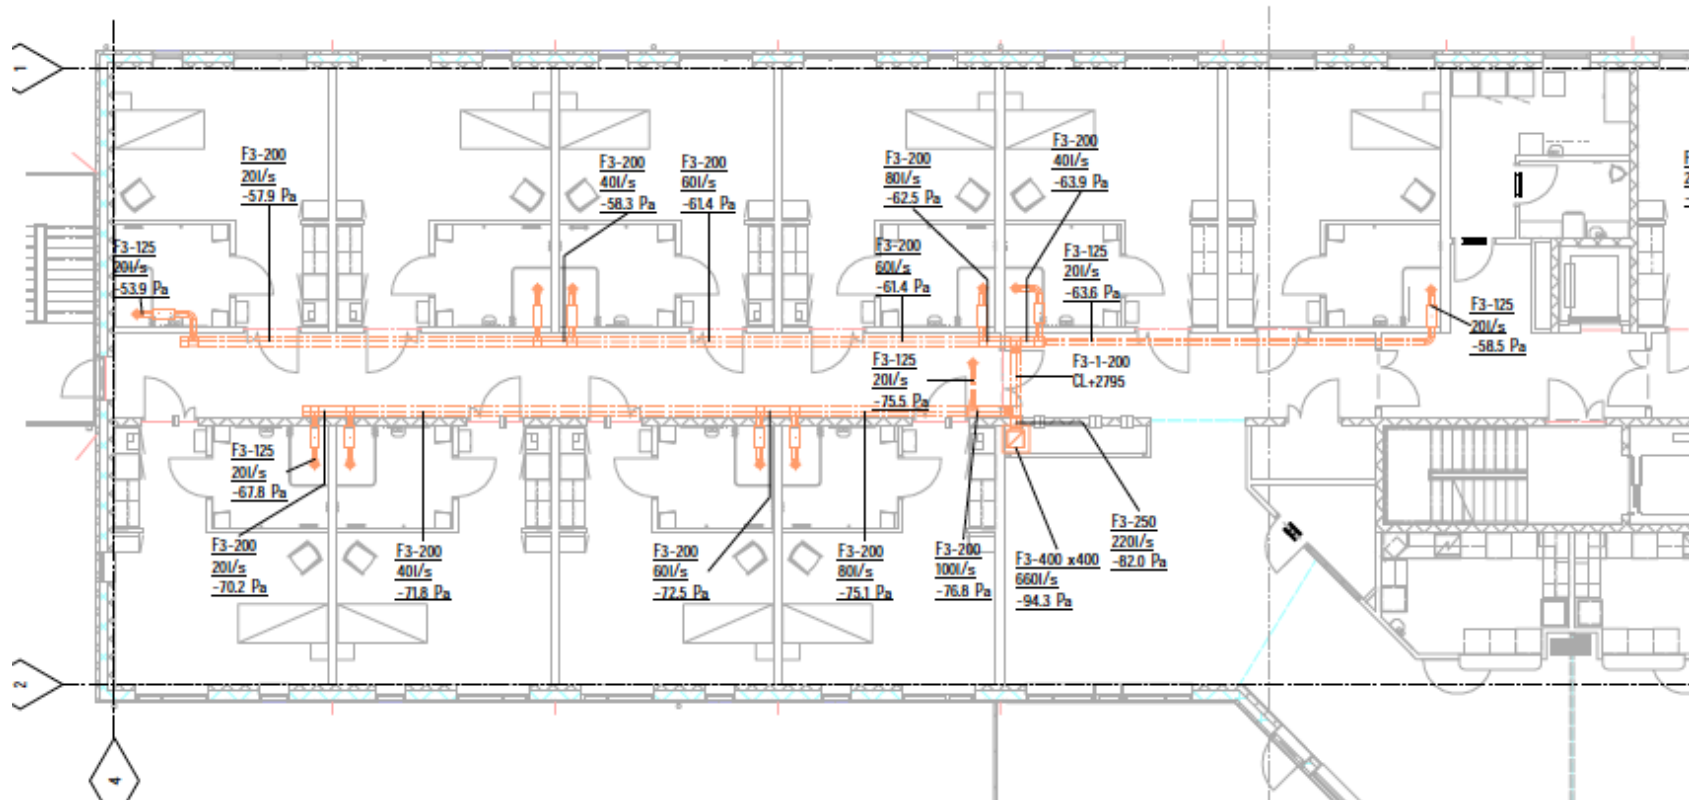 1
F3-200
20l/s
-57.9 Pa
F3-200
40l/s
-58.3 Pa
F3-200
60l/s
-61.4 Pa
F3-200
80l/s
-62.5 Pa
F3-200
40l/s
-63.9 Pa
F3-125
20l/s
-53.9 Pa
F3-200
60l/s
-61.4 Pa
F3-125
20l/s
-63.6 Pa
F3-125
20l/s
-58.5 Pa
F3-125
20l/s
-75.5 Pa
F3-1-200
CL+2795
F3-125
20l/s
-67.8 Pa
F3-200
20l/s
-70.2 Pa
F3-200
40l/s
-71.8 Pa
F3-200
60l/s
-72.5 Pa
F3-200
80l/s
-75.1 Pa
F3-200
100l/s
-76.8 Pa
F3-400 x400
660l/s
-94.3 Pa
F3-250
220l/s
-82.0 Pa
2
4